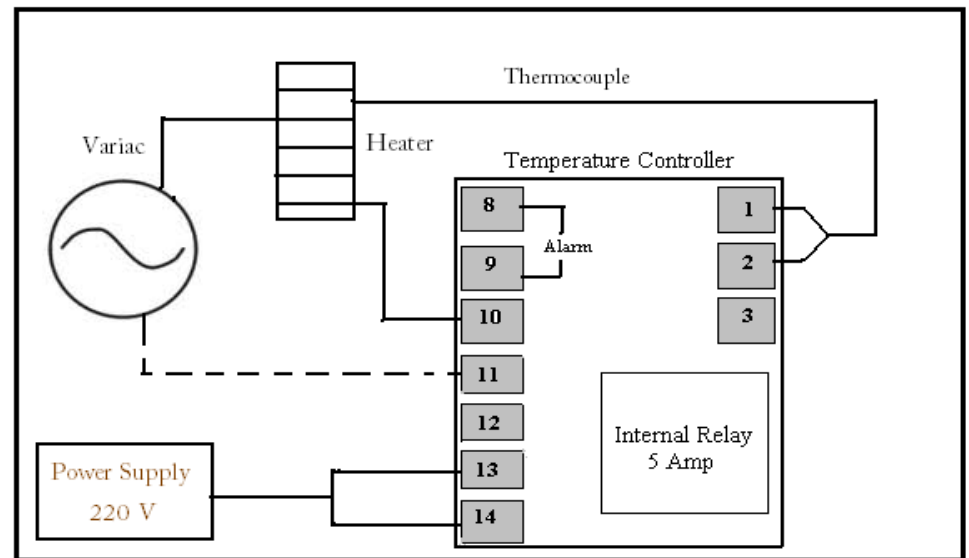 Thermocouple
Variac
Heater
Temperature Controller
8
1
Alarm
9
2
10
3
11
12
Internal Relay
5 Amp
13
14
Power Supply
220 V